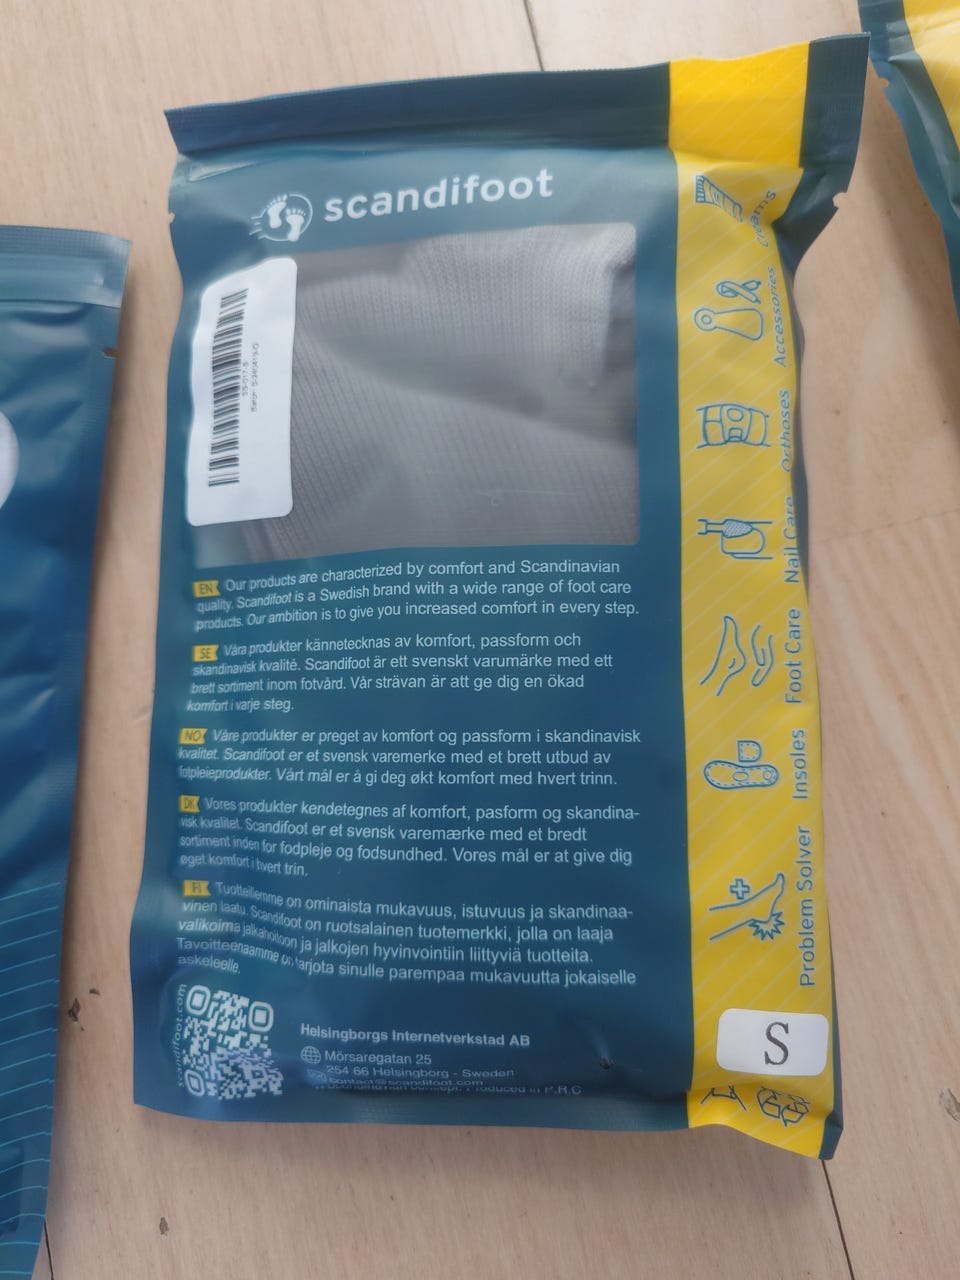 scandifoot
SS-017-S
EN Our products are characterized by comfort and Scandinavian
quality. Scandifoot is a Swedish brand with a wide range of foot care
products. Our ambition is to give you increased comfort in every step.
SE Våra produkter kännetecknas av komfort, passform och
skandinavisk kvalité. Scandifoot är ett svenskt varumärke med ett
brett sortiment inom fotvård. Vår strävan är att ge dig en ökad
komfort i varje steg.
NO Våre produkter er preget av komfort og passform i skandinavisk
kvalitet. Scandifoot er et svensk varemerke med et brett utbud av
fotpleieprodukter. Vårt mål er å gi deg økt komfort med hvert trinn.
DK Vores produkter kendetegnes af komfort, pasform og skandina-
visk kvalitet. Scandifoot er et svensk varemærke med et bredt
sortiment inden for fodpleje og fodsundhed. Vores mål er at give dig
øget komfort i hvert trin.
FI Tuotteillemme on ominaista mukavuus, istuvuus ja skandinaa-
vinen laatu. Scandifoot on ruotsalainen tuotemerkki, jolla on laaja
valikoima jalkahoitoon ja jalkojen hyvinvointiin liittyviä tuotteita.
Tavoitteenaamme on tarjota sinulle parempaa mukavuutta jokaiselle
askeleelle.
scandifoot.com
Helsingborgs Internetverkstad AB
Mörsaregatan 25
254 66 Helsingborg - Sweden
contact@scandifoot.com
Produced in P.R.C
Creams
Accessories
Orthoses
Nail Care
Foot Care
Insoles
Problem Solver
S